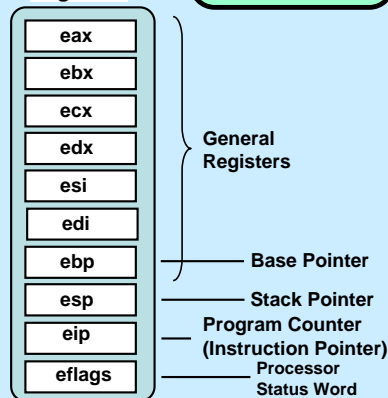 eax
ebx
ecx
edx
esi
edi
ebp
esp
eip
eflags
General
Registers
Base Pointer
Stack Pointer
Program Counter
(Instruction Pointer)
Processor
Status Word